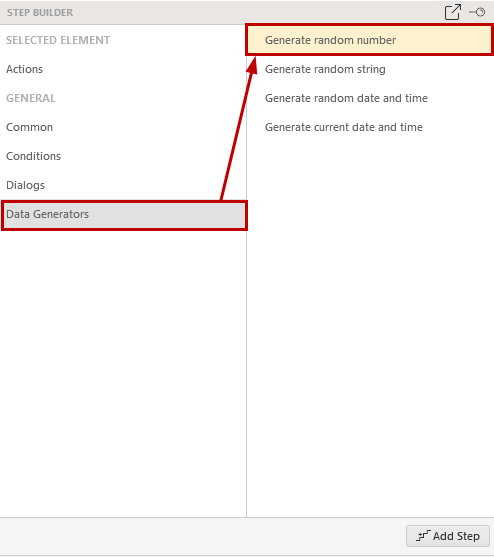 STEP BUILDER
SELECTED ELEMENT
Actions
GENERAL
Common
Conditions
Dialogs
Data Generators
Generate random number
Generate random string
Generate random date and time
Generate current date and time
Add Step